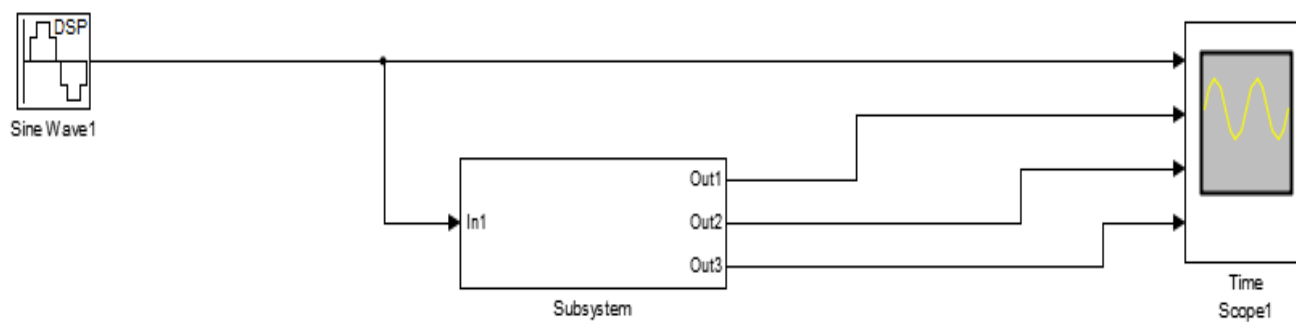 DSP
Sine Wave1
Out1
In1
Out2
Out3
Subsystem
Time
Scope1